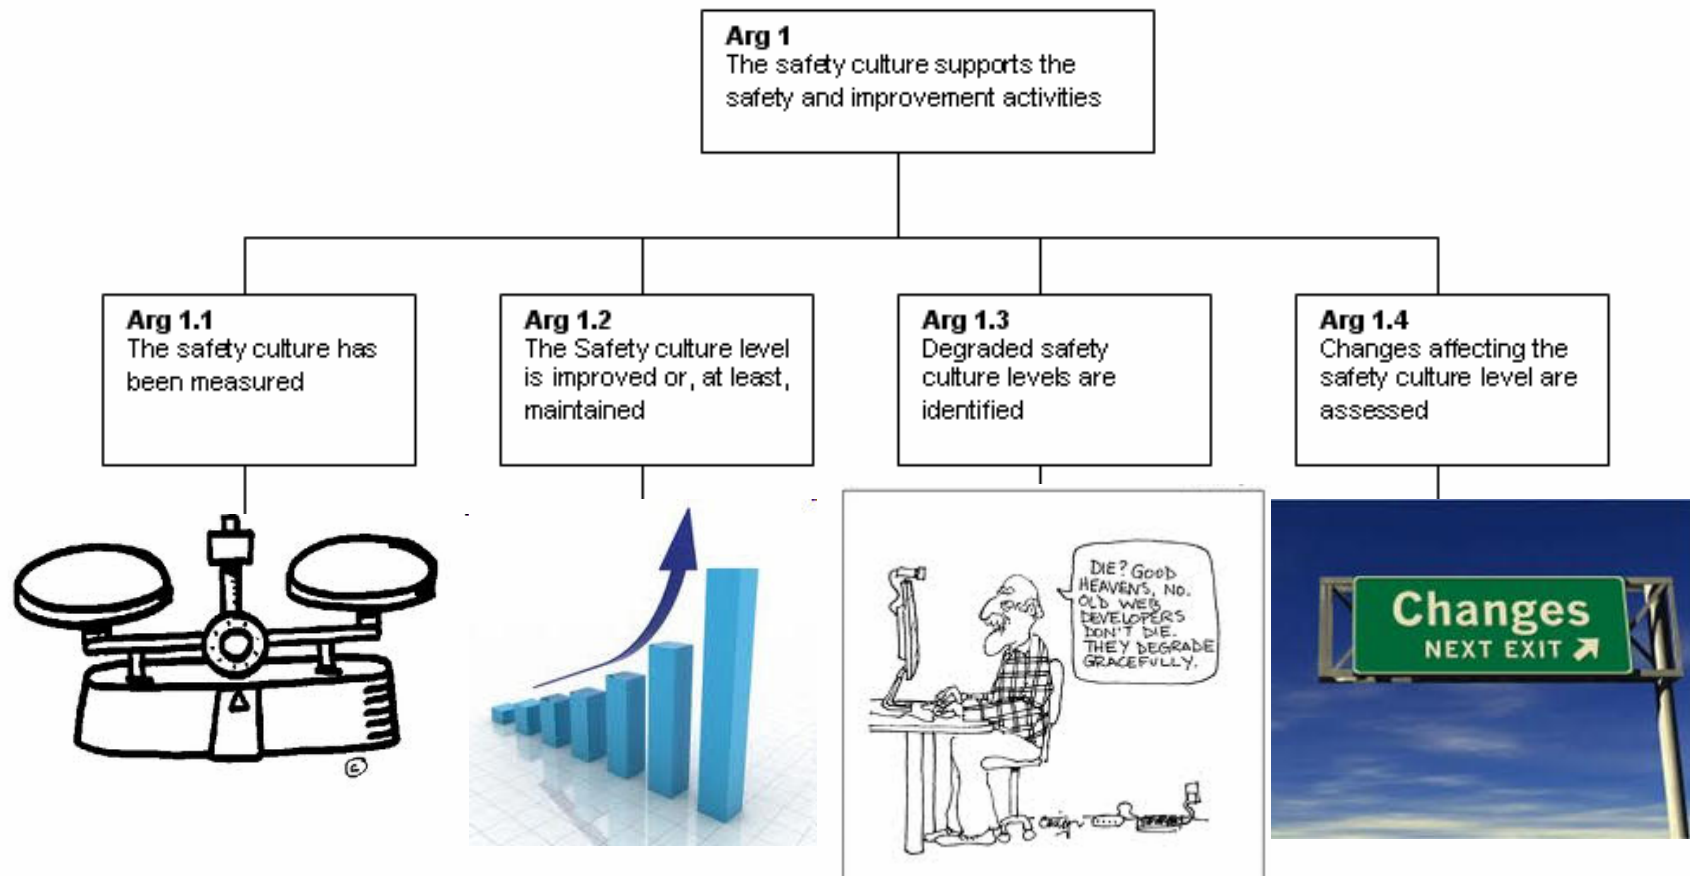 Arg 1
The safety culture supports the
safety and improvement activities
Arg 1.1
The safety culture has
been measured
Arg 1.2
The Safety culture level
is improved or, at least,
maintained
Arg 1.3
Degraded safety
culture levels are
identified
Arg 1.4
Changes affecting the
safety culture level are
assessed
©
DIE? GOOD
HEAVENS, NO.
OLD WEB
DEVELOPERS
DON'T DIE.
THEY DEGRADE
GRACEFULLY.
Changes
NEXT EXIT